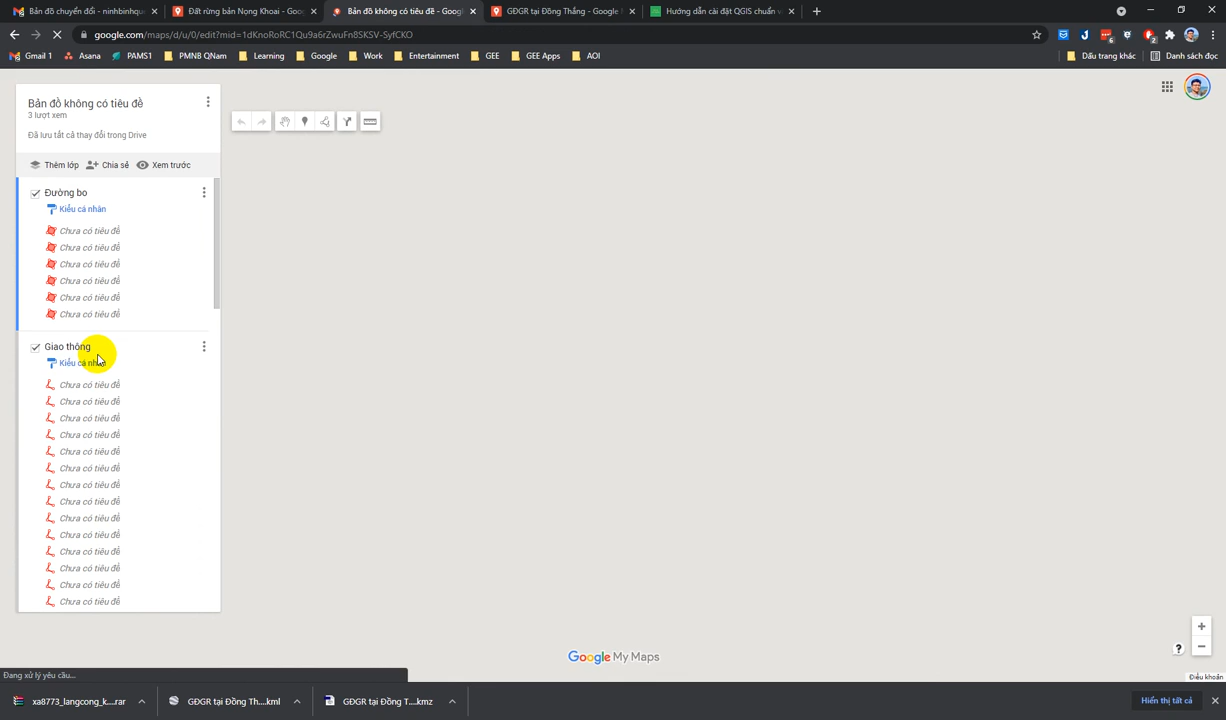 Bản đồ chuyển đổi - ninhbinhqu
Đất rừng bản Nọng Khoai - Goo
Bản đồ không có tiêu đề - Googl
GĐGR tại Đồng Thắng - Google M
Hướng dẫn cài đặt QGIS chuẩn v
google.com/maps/d/u/0/edit?mid=1dKnoRoRC1Qu9a6rZwuFn8SKSV-SyfCKO
6
2
Gmail 1
Asana
PAMS1
PMNB QNam
Learning
Google
Work
Entertainment
GEE
GEE Apps
AOI
Dấu trang khác
Danh sách đọc
Bản đồ không có tiêu đề
3 lượt xem
Đã lưu tất cả thay đổi trong Drive
Thêm lớp
Chia sẻ
Xem trước
Đường bo
Kiểu cá nhân
Chưa có tiêu đề
Chưa có tiêu đề
Chưa có tiêu đề
Chưa có tiêu đề
Chưa có tiêu đề
Chưa có tiêu đề
Giao thông
Kiểu cá nhân
Chưa có tiêu đề
Chưa có tiêu đề
Chưa có tiêu đề
Chưa có tiêu đề
Chưa có tiêu đề
Chưa có tiêu đề
Chưa có tiêu đề
Chưa có tiêu đề
Chưa có tiêu đề
Chưa có tiêu đề
Chưa có tiêu đề
Chưa có tiêu đề
Chưa có tiêu đề
Chưa có tiêu đề
Google My Maps
?
Điều khoản
Đang xử lý yêu cầu...
xa8773_langcong_k....rar
GĐGR tại Đồng Th....kml
GĐGR tại Đồng T....kmz
Hiển thị tất cả